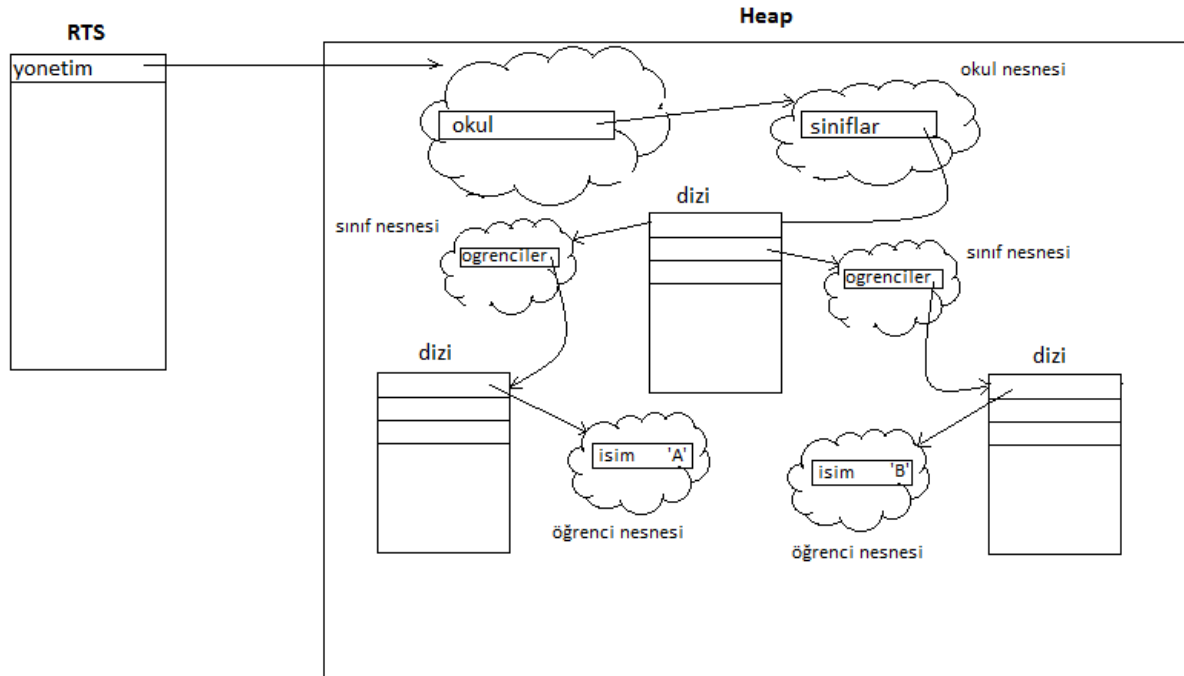 RTS
Heap
yonetim
okul nesnesi
okul
siniflar
dizi
sınıf nesnesi
ogrenciler
sınıf nesnesi
ogrenciler
dizi
dizi
isim 'A'
isim 'B'
öğrenci nesnesi
öğrenci nesnesi